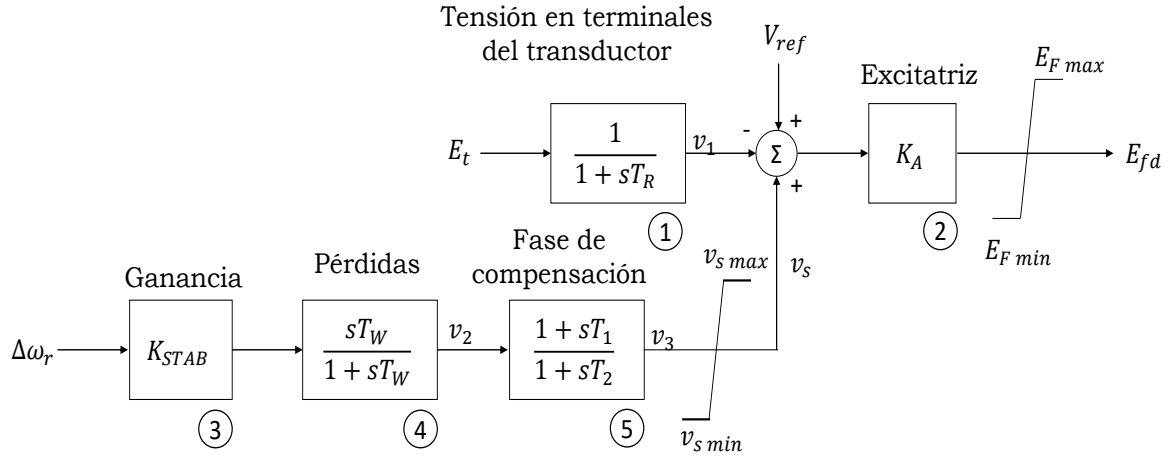 Tensión en terminales
del transductor
V_ref
Excitatriz
E_F max
E_t
1
1 + sT_R
v_1
-
+
Σ
+
K_A
E_fd
1
2
E_F min
Fase de
compensación
v_s max
v_s
Ganancia
Pérdidas
Δω_r
K_STAB
sT_W
1 + sT_W
v_2
1 + sT_1
1 + sT_2
v_3
3
4
5
v_s min